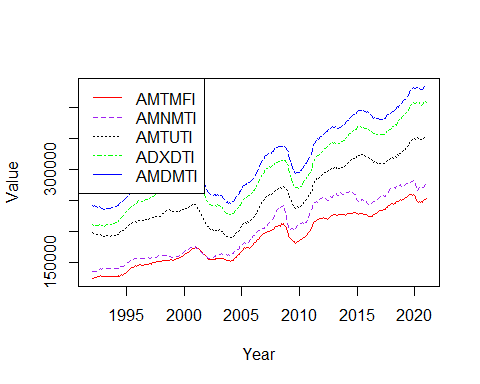 AMTMFI
AMNMTI
AMTUTI
ADXDTI
AMDMTI
Value
300000
150000
1995 2000 2005 2010 2015 2020
Year